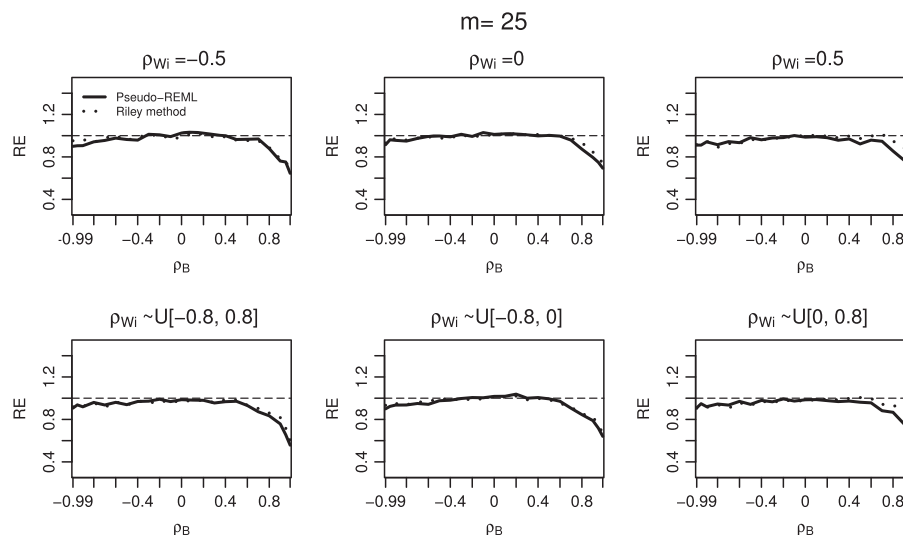 m= 25
ρWi =−0.5
Pseudo−REML
Riley method
RE
0.4 0.8 1.2
-0.99 −0.4 0 0.4 0.8
ρB
ρWi =0
RE
0.4 0.8 1.2
-0.99 −0.4 0 0.4 0.8
ρB
ρWi =0.5
RE
0.4 0.8 1.2
-0.99 −0.4 0 0.4 0.8
ρB
ρWi ~U[−0.8, 0.8]
RE
0.4 0.8 1.2
−0.99 −0.4 0 0.4 0.8
ρB
ρWi ~U[−0.8, 0]
RE
0.4 0.8 1.2
−0.99 −0.4 0 0.4 0.8
ρB
ρWi ~U[0, 0.8]
RE
0.4 0.8 1.2
−0.99 −0.4 0 0.4 0.8
ρB